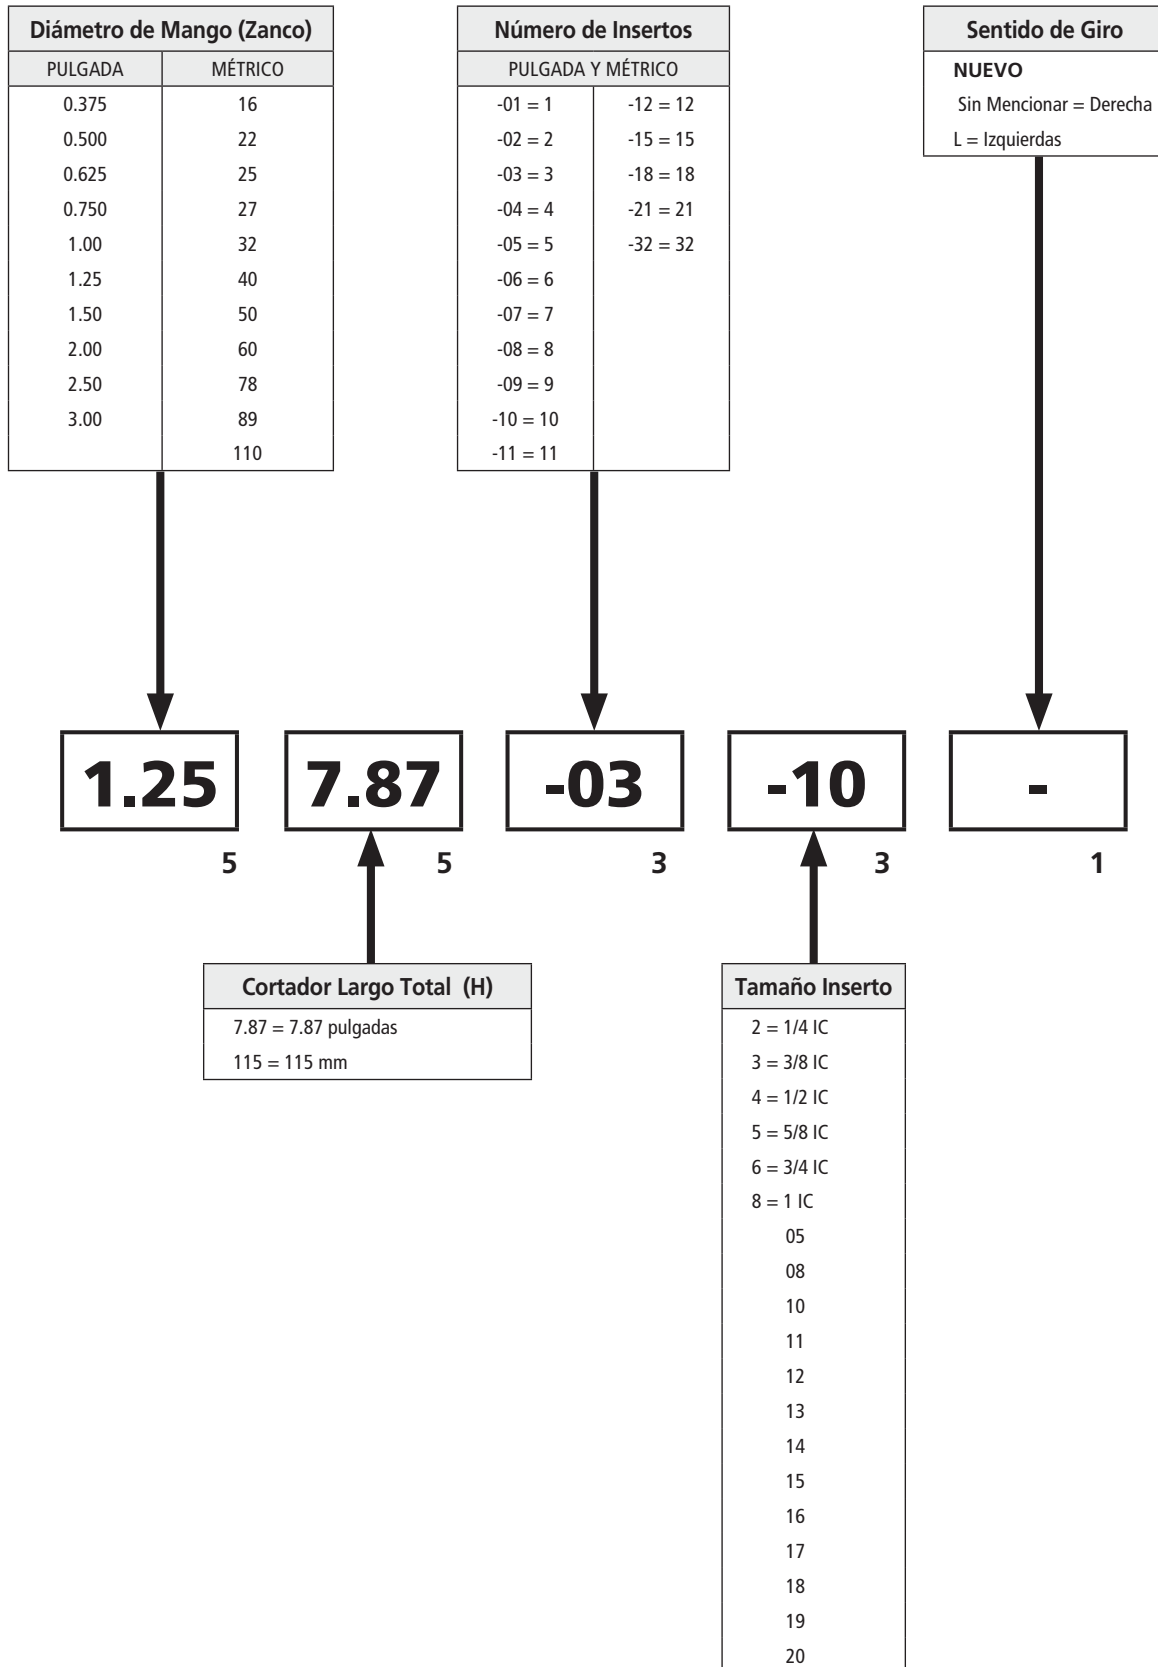 Diámetro de Mango (Zanco)
PULGADA MÉTRICO
0.375 16
0.500 22
0.625 25
0.750 27
1.00 32
1.25 40
1.50 50
2.00 60
2.50 78
3.00 89
110
Número de Insertos
PULGADA Y MÉTRICO
-01 = 1 -12 = 12
-02 = 2 -15 = 15
-03 = 3 -18 = 18
-04 = 4 -21 = 21
-05 = 5 -32 = 32
-06 = 6
-07 = 7
-08 = 8
-09 = 9
-10 = 10
-11 = 11
Sentido de Giro
NUEVO
Sin Mencionar = Derecha
L = Izquierdas
1.25 7.87 -03 -10 -
5 5 3 3 1
Cortador Largo Total (H)
7.87 = 7.87 pulgadas
115 = 115 mm
Tamaño Inserto
2 = 1/4 IC
3 = 3/8 IC
4 = 1/2 IC
5 = 5/8 IC
6 = 3/4 IC
8 = 1 IC
05
08
10
11
12
13
14
15
16
17
18
19
20